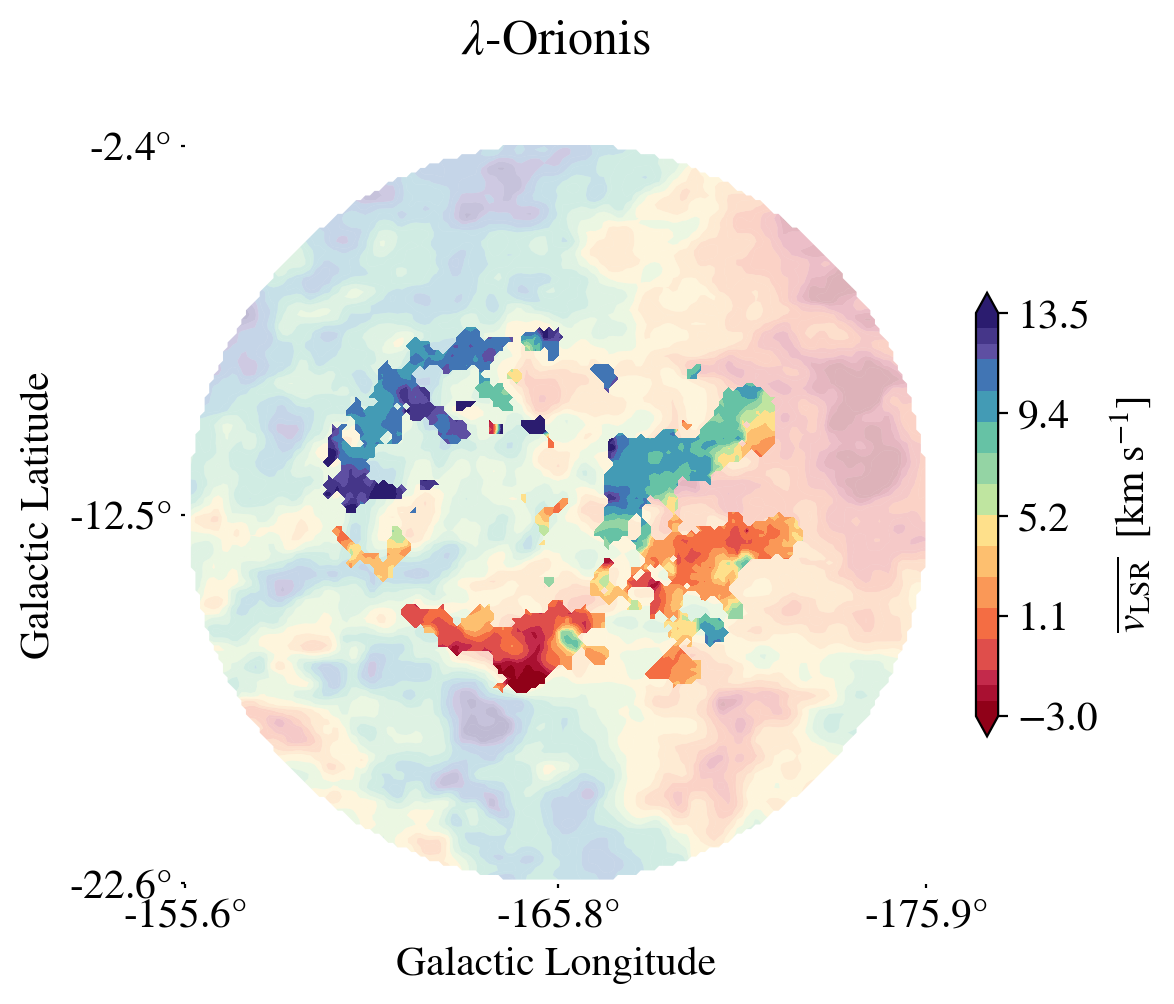 λ-Orionis
-2.4°
-12.5°
-22.6°
Galactic Latitude
-155.6°
-165.8°
-175.9°
Galactic Longitude
13.5
9.4
5.2
1.1
−3.0
v̅LSR [km s⁻¹]